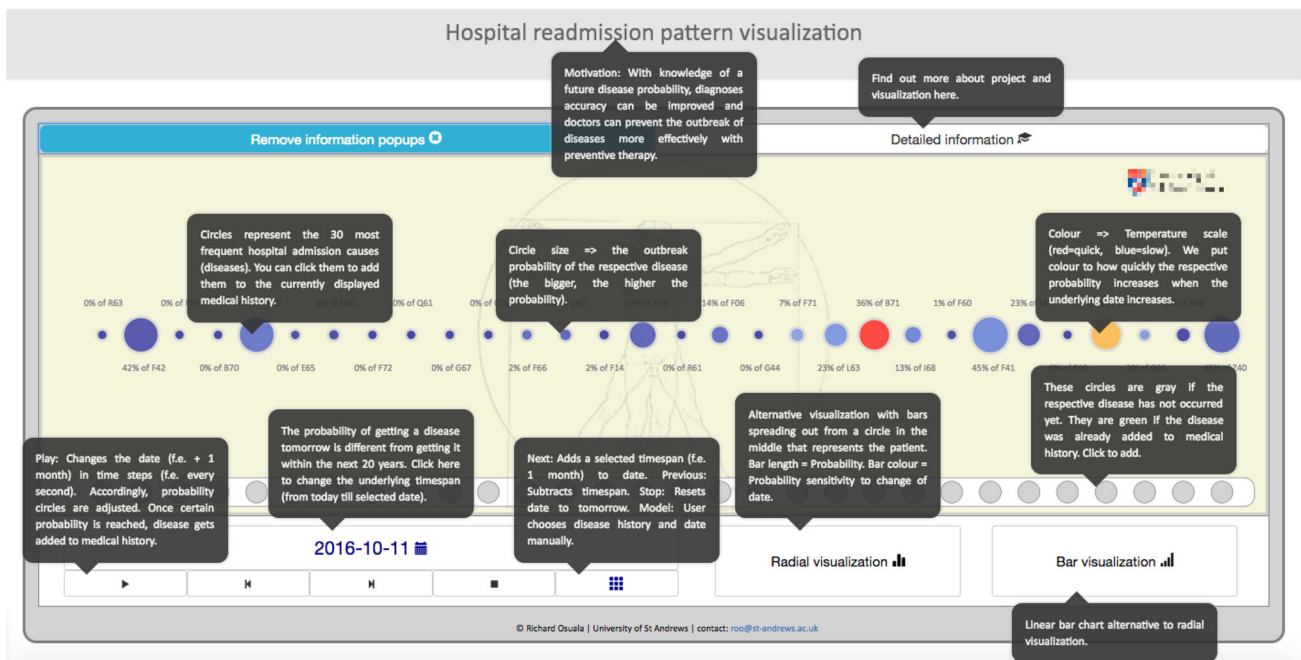 Hospital readmission pattern visualization
Motivation: With knowledge of a
future disease probability, diagnoses
accuracy can be improved and
doctors can prevent the outbreak of
diseases more effectively with
preventive therapy.
Find out more about project and
visualization here.
Remove information popups
Detailed information
Circles represent the 30 most
frequent hospital admission causes
(diseases). You can click them to add
them to the currently displayed
medical history.
Circle size => the outbreak
probability of the respective disease
(the bigger, the higher the
probability).
Colour => Temperature scale
(red=quick, blue=slow). We put
colour to how quickly the respective
probability increases when the
underlying date increases.
0% of R63
0% of Q61
14% of F06
7% of F71
36% of B71
1% of F60
23%
42% of F42
0% of B70
0% of E65
0% of F72
0% of G67
2% of F66
2% of F14
0% of R61
0% of G44
23% of L63
13% of I68
45% of F41
These circles are gray if the
respective disease has not occurred
yet. They are green if the disease
was already added to medical
history. Click to add.
Alternative visualization with bars
spreading out from a circle in the
middle that represents the patient.
Bar length = Probability. Bar colour =
Probability sensitivity to change of
date.
The probability of getting a disease
tomorrow is different from getting it
within the next 20 years. Click here
to change the underlying timespan
(from today till selected date).
Play: Changes the date (f.e. + 1
month) in time steps (f.e. every
second). Accordingly, probability
circles are adjusted. Once certain
probability is reached, disease gets
added to medical history.
Next: Adds a selected timespan (f.e.
1 month) to date. Previous:
Subtracts timespan. Stop: Resets
date to tomorrow. Model: User
chooses disease history and date
manually.
2016-10-11
Radial visualization
Bar visualization
© Richard Osuala | University of St Andrews | contact: roo@st-andrews.ac.uk
Linear bar chart alternative to radial
visualization.